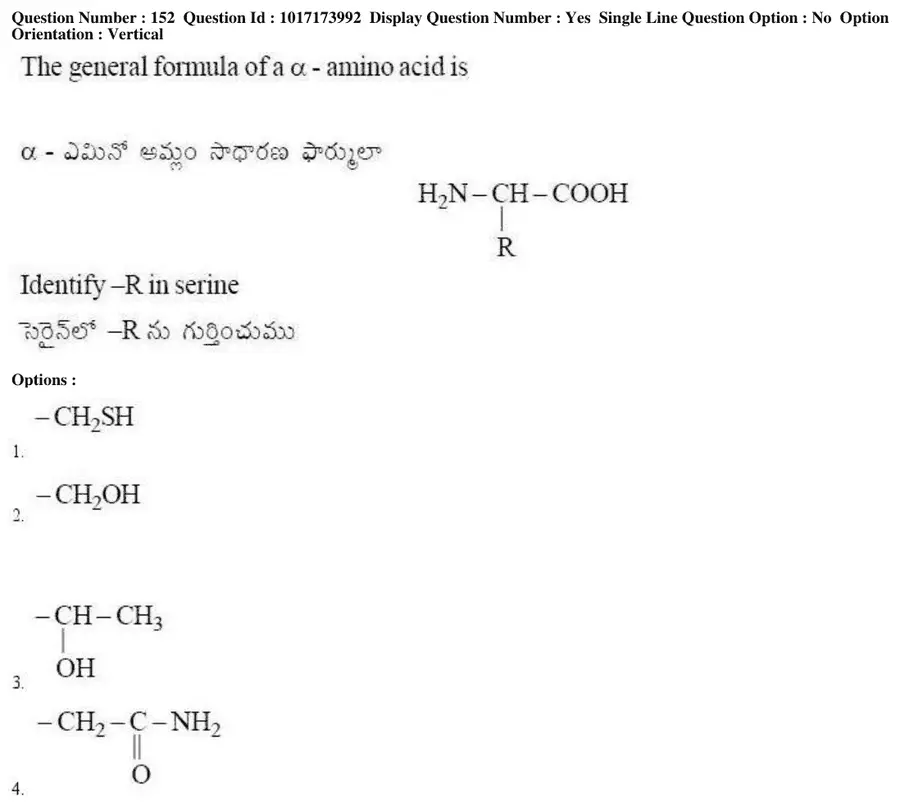 Question Number : 152 Question Id : 1017173992 Display Question Number : Yes Single Line Question Option : No Option
Orientation : Vertical
The general formula of a α - amino acid is
α - ఎమినో ఆమ్లం సాధారణ ఫార్ములా
H₂N – CH – COOH
|
R
Identify –R in serine
సెరైన్‌లో –R ను గుర్తించుము
Options :
– CH₂SH
1.
– CH₂OH
2.
– CH – CH₃
|
OH
3.
– CH₂ – C – NH₂
||
O
4.